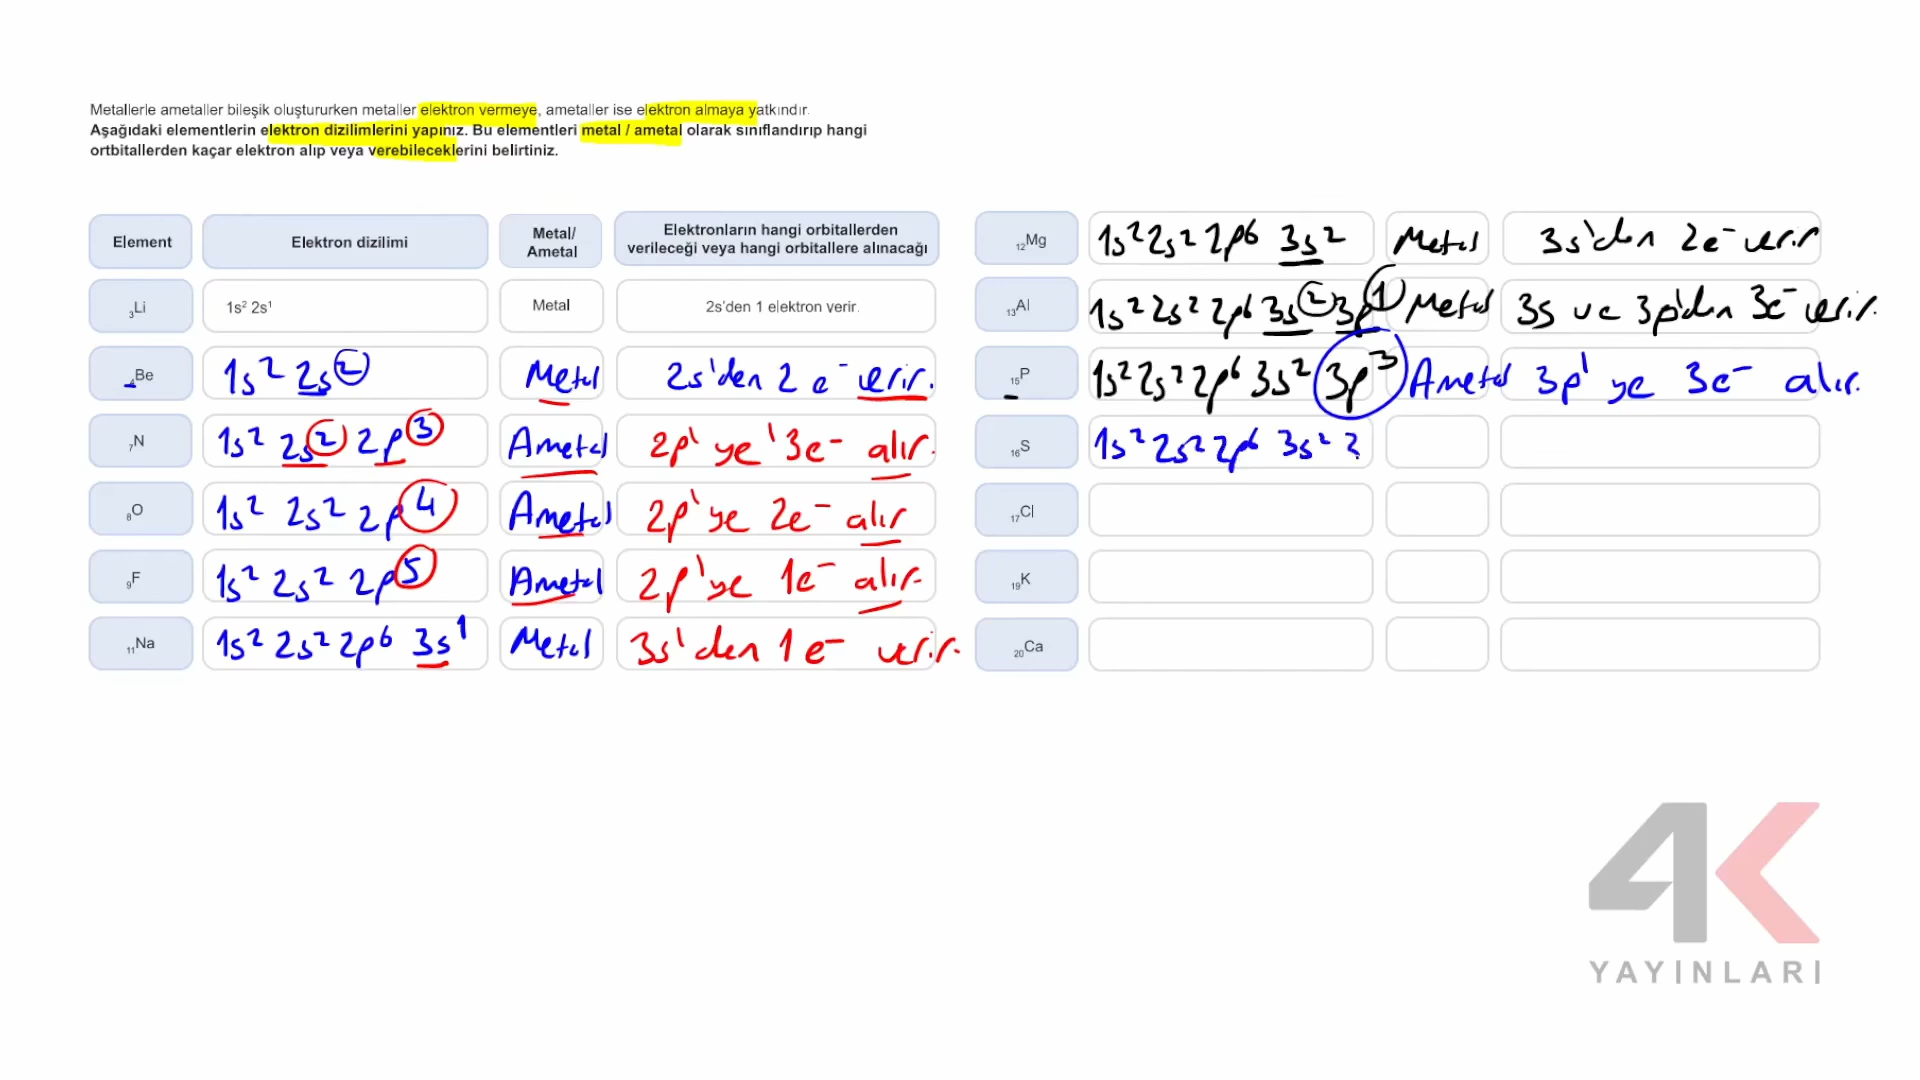 Metallerle ametaller bileşik oluştururken metaller elektron vermeye, ametaller ise elektron almaya yatkındır.
Aşağıdaki elementlerin elektron dizilimlerini yapınız. Bu elementleri metal / ametal olarak sınıflandırıp hangi
ortbitallerden kaçar elektron alıp veya verebileceklerini belirtiniz.
Element Elektron dizilimi Metal/ Ametal Elektronların hangi orbitallerden verileceği veya hangi orbitallere alınacağı
₃Li 1s² 2s¹ Metal 2s'den 1 elektron verir.
₄Be 1s² 2s² Metal 2s'den 2 e⁻ verir.
₇N 1s² 2s² 2p³ Ametal 2p'ye 3e⁻ alır.
₈O 1s² 2s² 2p⁴ Ametal 2p'ye 2e⁻ alır
₉F 1s² 2s² 2p⁵ Ametal 2p'ye 1e⁻ alır.
₁₁Na 1s² 2s² 2p⁶ 3s¹ Metal 3s'den 1e⁻ verir.
₁₂Mg 1s² 2s² 2p⁶ 3s² Metal 3s'den 2e⁻ verir
₁₃Al 1s² 2s² 2p⁶ 3s² 3p¹ Metal 3s ve 3p'den 3e⁻ verir.
₁₅P 1s² 2s² 2p⁶ 3s² 3p³ Ametal 3p'ye 3e⁻ alır.
₁₆S 1s² 2s² 2p⁶ 3s² 3
₁₇Cl
₁₉K
₂₀Ca
4K
YAYINLARI